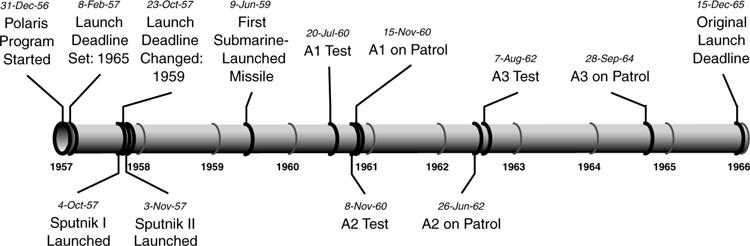 31-Dec-56
Polaris
Program
Started
8-Feb-57
Launch
Deadline
Set: 1965
23-Oct-57
Launch
Deadline
Changed:
1959
9-Jun-59
First
Submarine-
Launched
Missile
20-Jul-60
A1 Test
15-Nov-60
A1 on Patrol
7-Aug-62
A3 Test
28-Sep-64
A3 on Patrol
15-Dec-65
Original
Launch
Deadline
1957
1958
1959
1960
1961
1962
1963
1964
1965
1966
4-Oct-57
Sputnik I
Launched
3-Nov-57
Sputnik II
Launched
8-Nov-60
A2 Test
26-Jun-62
A2 on Patrol